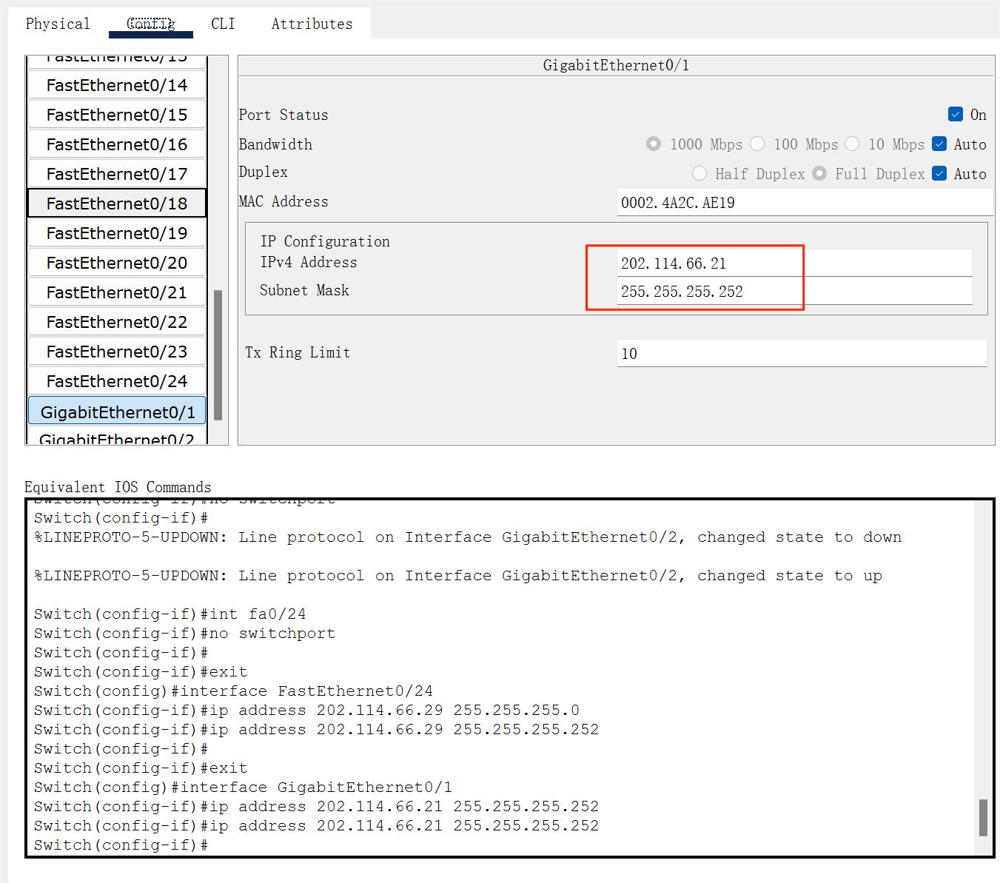 Physical Config CLI Attributes
FastEthernet0/13
FastEthernet0/14
FastEthernet0/15
FastEthernet0/16
FastEthernet0/17
FastEthernet0/18
FastEthernet0/19
FastEthernet0/20
FastEthernet0/21
FastEthernet0/22
FastEthernet0/23
FastEthernet0/24
GigabitEthernet0/1
GigabitEthernet0/2
GigabitEthernet0/1
Port Status On
Bandwidth 1000 Mbps 100 Mbps 10 Mbps Auto
Duplex Half Duplex Full Duplex Auto
MAC Address 0002.4A2C.AE19
IP Configuration
IPv4 Address 202.114.66.21
Subnet Mask 255.255.255.252
Tx Ring Limit 10
Equivalent IOS Commands
Switch(config-if)#no switchport
Switch(config-if)#
%LINEPROTO-5-UPDOWN: Line protocol on Interface GigabitEthernet0/2, changed state to down
%LINEPROTO-5-UPDOWN: Line protocol on Interface GigabitEthernet0/2, changed state to up
Switch(config-if)#int fa0/24
Switch(config-if)#no switchport
Switch(config-if)#
Switch(config-if)#exit
Switch(config)#interface FastEthernet0/24
Switch(config-if)#ip address 202.114.66.29 255.255.255.0
Switch(config-if)#ip address 202.114.66.29 255.255.255.252
Switch(config-if)#
Switch(config-if)#exit
Switch(config)#interface GigabitEthernet0/1
Switch(config-if)#ip address 202.114.66.21 255.255.255.252
Switch(config-if)#ip address 202.114.66.21 255.255.255.252
Switch(config-if)#